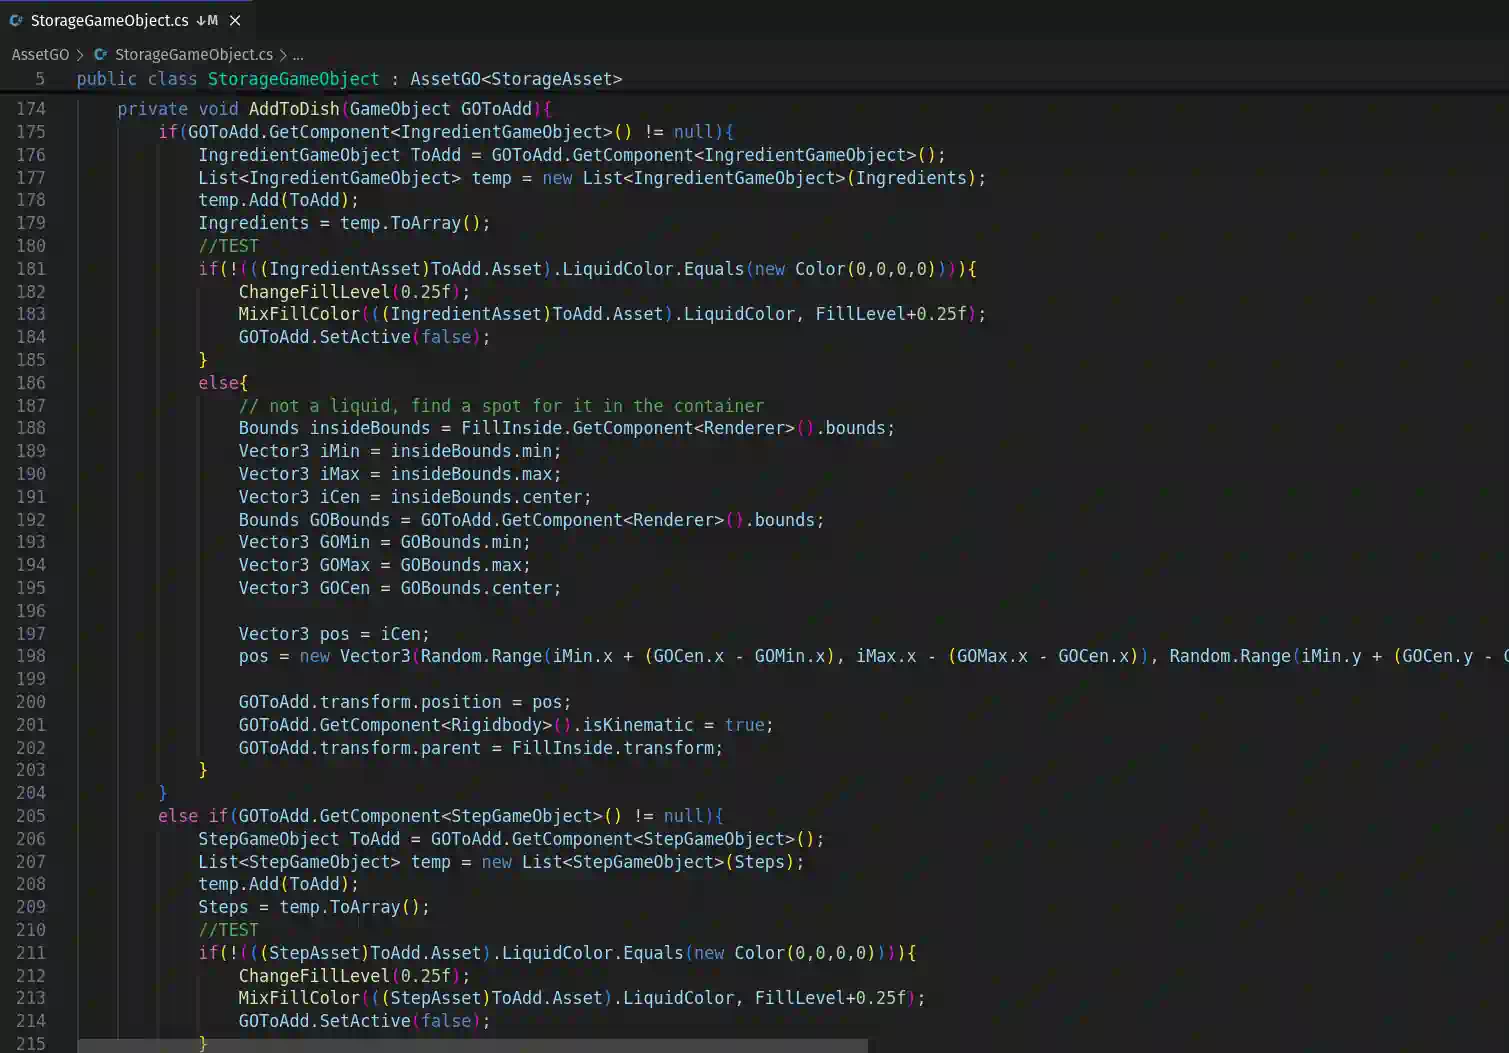 StorageGameObject.cs ↓M ×
AssetGO > StorageGameObject.cs > ...
5 public class StorageGameObject : AssetGO<StorageAsset>
174 private void AddToDish(GameObject GOToAdd){
175 if(GOToAdd.GetComponent<IngredientGameObject>() != null){
176 IngredientGameObject ToAdd = GOToAdd.GetComponent<IngredientGameObject>();
177 List<IngredientGameObject> temp = new List<IngredientGameObject>(Ingredients);
178 temp.Add(ToAdd);
179 Ingredients = temp.ToArray();
180 //TEST
181 if(!(((IngredientAsset)ToAdd.Asset).LiquidColor.Equals(new Color(0,0,0,0)))){
182 ChangeFillLevel(0.25f);
183 MixFillColor(((IngredientAsset)ToAdd.Asset).LiquidColor, FillLevel+0.25f);
184 GOToAdd.SetActive(false);
185 }
186 else{
187 // not a liquid, find a spot for it in the container
188 Bounds insideBounds = FillInside.GetComponent<Renderer>().bounds;
189 Vector3 iMin = insideBounds.min;
190 Vector3 iMax = insideBounds.max;
191 Vector3 iCen = insideBounds.center;
192 Bounds GOBounds = GOToAdd.GetComponent<Renderer>().bounds;
193 Vector3 GOMin = GOBounds.min;
194 Vector3 GOMax = GOBounds.max;
195 Vector3 GOCen = GOBounds.center;
196
197 Vector3 pos = iCen;
198 pos = new Vector3(Random.Range(iMin.x + (GOCen.x - GOMin.x), iMax.x - (GOMax.x - GOCen.x)), Random.Range(iMin.y + (GOCen.y -
199
200 GOToAdd.transform.position = pos;
201 GOToAdd.GetComponent<Rigidbody>().isKinematic = true;
202 GOToAdd.transform.parent = FillInside.transform;
203 }
204 }
205 else if(GOToAdd.GetComponent<StepGameObject>() != null){
206 StepGameObject ToAdd = GOToAdd.GetComponent<StepGameObject>();
207 List<StepGameObject> temp = new List<StepGameObject>(Steps);
208 temp.Add(ToAdd);
209 Steps = temp.ToArray();
210 //TEST
211 if(!(((StepAsset)ToAdd.Asset).LiquidColor.Equals(new Color(0,0,0,0)))){
212 ChangeFillLevel(0.25f);
213 MixFillColor(((StepAsset)ToAdd.Asset).LiquidColor, FillLevel+0.25f);
214 GOToAdd.SetActive(false);
215 }